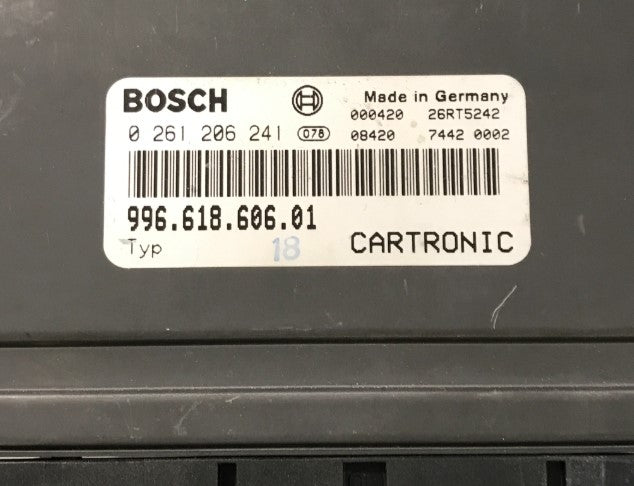 BOSCH Made in Germany
000420 26RT5242
0 261 206 241 078 08420 7442 0002
996.618.606.01
Typ 18 CARTRONIC